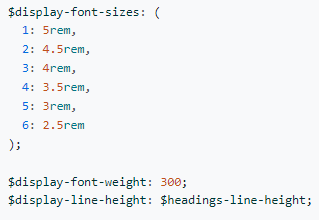 $display-font-sizes: (
  1: 5rem,
  2: 4.5rem,
  3: 4rem,
  4: 3.5rem,
  5: 3rem,
  6: 2.5rem
);

$display-font-weight: 300;
$display-line-height: $headings-line-height;